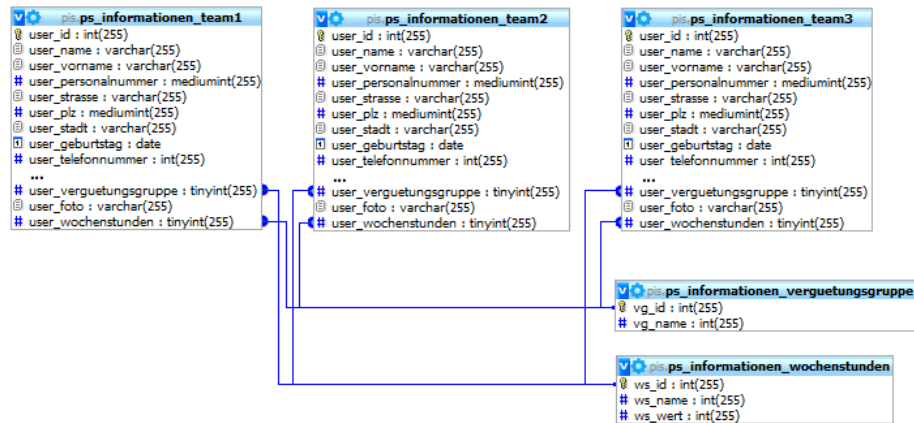 pis.ps_informationen_team1
user_id : int(255)
user_name : varchar(255)
user_vorname : varchar(255)
user_personalnummer : mediumint(255)
user_strasse : varchar(255)
user_plz : mediumint(255)
user_stadt : varchar(255)
user_geburtstag : date
user_telefonnummer : int(255)
...
user_verguetungsgruppe : tinyint(255)
user_foto : varchar(255)
user_wochenstunden : tinyint(255)
pis.ps_informationen_team2
user_id : int(255)
user_name : varchar(255)
user_vorname : varchar(255)
user_personalnummer : mediumint(255)
user_strasse : varchar(255)
user_plz : mediumint(255)
user_stadt : varchar(255)
user_geburtstag : date
user_telefonnummer : int(255)
...
user_verguetungsgruppe : tinyint(255)
user_foto : varchar(255)
user_wochenstunden : tinyint(255)
pis.ps_informationen_team3
user_id : int(255)
user_name : varchar(255)
user_vorname : varchar(255)
user_personalnummer : mediumint(255)
user_strasse : varchar(255)
user_plz : mediumint(255)
user_stadt : varchar(255)
user_geburtstag : date
user telefonnummer : int(255)
...
user_verguetungsgruppe : tinyint(255)
user_foto : varchar(255)
user_wochenstunden : tinyint(255)
pis.ps_informationen_verguetungsgruppe
vg_id : int(255)
vg_name : int(255)
pis.ps_informationen_wochenstunden
ws_id : int(255)
ws_name : int(255)
ws_wert : int(255)